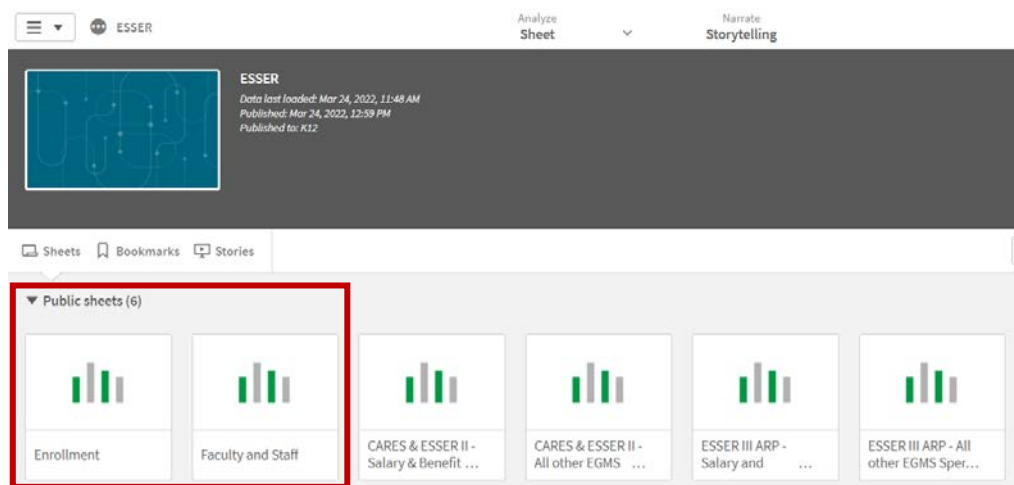 ESSER
Analyze
Sheet
Narrate
Storytelling
ESSER
Data last loaded: Mar 24, 2022, 11:48 AM
Published: Mar 24, 2022, 12:59 PM
Published to: K12
Sheets Bookmarks Stories
Public sheets (6)
Enrollment
Faculty and Staff
CARES & ESSER II -
Salary & Benefit ...
CARES & ESSER II -
All other EGMS ...
ESSER III ARP -
Salary and ...
ESSER III ARP - All
other EGMS Sper...